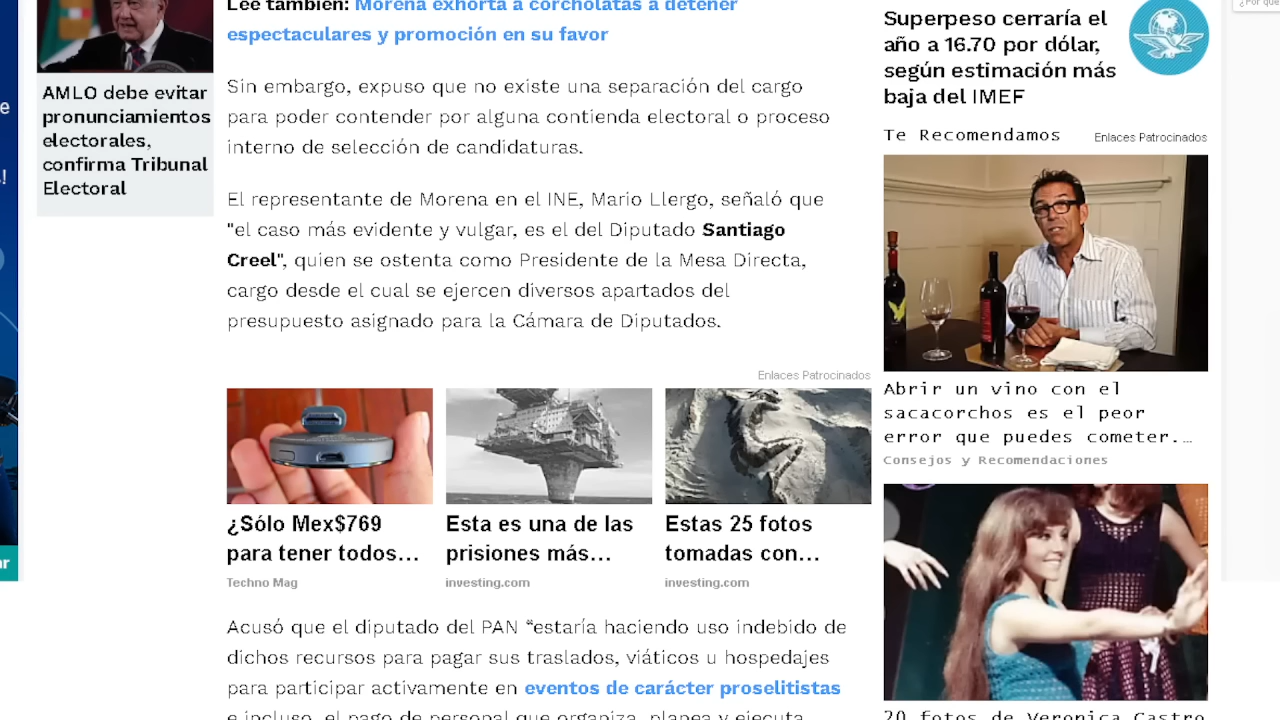 Lee también: Morena exhorta a corcholatas a detener
espectaculares y promoción en su favor
Sin embargo, expuso que no existe una separación del cargo
para poder contender por alguna contienda electoral o proceso
interno de selección de candidaturas.
El representante de Morena en el INE, Mario Llergo, señaló que
"el caso más evidente y vulgar, es el del Diputado Santiago
Creel", quien se ostenta como Presidente de la Mesa Directa,
cargo desde el cual se ejercen diversos apartados del
presupuesto asignado para la Cámara de Diputados.
Enlaces Patrocinados
¿Sólo Mex$769
para tener todos...
Techno Mag
Esta es una de las
prisiones más...
investing.com
Estas 25 fotos
tomadas con...
investing.com
Acusó que el diputado del PAN “estaría haciendo uso indebido de
dichos recursos para pagar sus traslados, viáticos u hospedajes
para participar activamente en eventos de carácter proselitistas
e incluso, el pago de personal que organiza, planea y ejecuta
AMLO debe evitar
pronunciamientos
electorales,
confirma Tribunal
Electoral
Superpeso cerraría el
año a 16.70 por dólar,
según estimación más
baja del IMEF
Te Recomendamos
Enlaces Patrocinados
Abrir un vino con el
sacacorchos es el peor
error que puedes cometer.…
Consejos y Recomendaciones
20 fotos de Veronica Castro